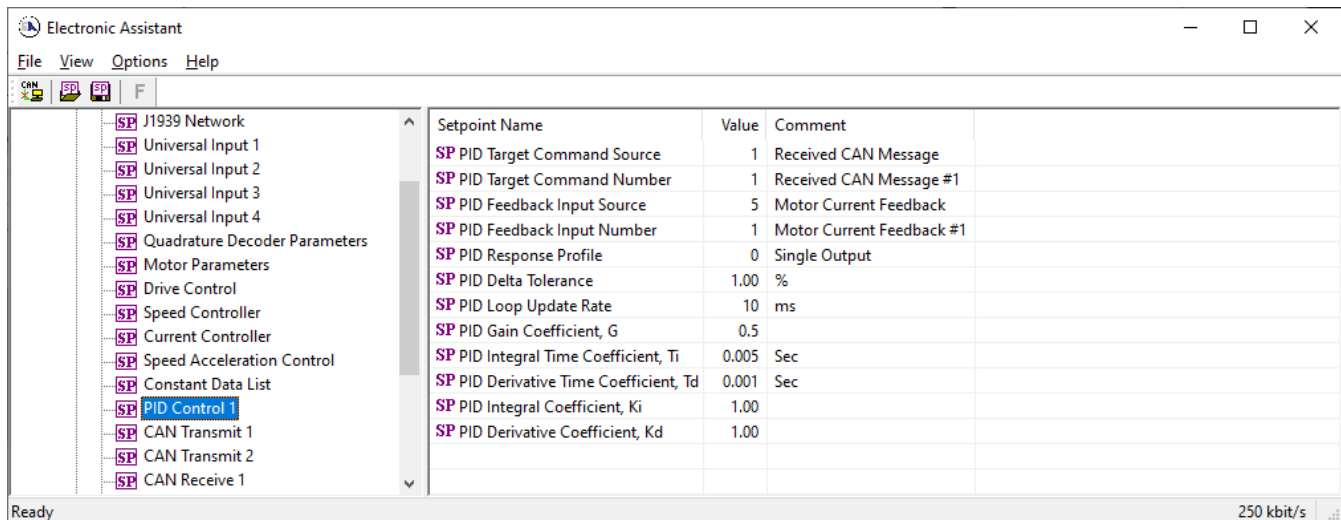 Electronic Assistant
File View Options Help
CAN SP SP F
SP J1939 Network
SP Universal Input 1
SP Universal Input 2
SP Universal Input 3
SP Universal Input 4
SP Quadrature Decoder Parameters
SP Motor Parameters
SP Drive Control
SP Speed Controller
SP Current Controller
SP Speed Acceleration Control
SP Constant Data List
SP PID Control 1
SP CAN Transmit 1
SP CAN Transmit 2
SP CAN Receive 1
Setpoint Name Value Comment
SP PID Target Command Source 1 Received CAN Message
SP PID Target Command Number 1 Received CAN Message #1
SP PID Feedback Input Source 5 Motor Current Feedback
SP PID Feedback Input Number 1 Motor Current Feedback #1
SP PID Response Profile 0 Single Output
SP PID Delta Tolerance 1.00 %
SP PID Loop Update Rate 10 ms
SP PID Gain Coefficient, G 0.5
SP PID Integral Time Coefficient, Ti 0.005 Sec
SP PID Derivative Time Coefficient, Td 0.001 Sec
SP PID Integral Coefficient, Ki 1.00
SP PID Derivative Coefficient, Kd 1.00
Ready 250 kbit/s